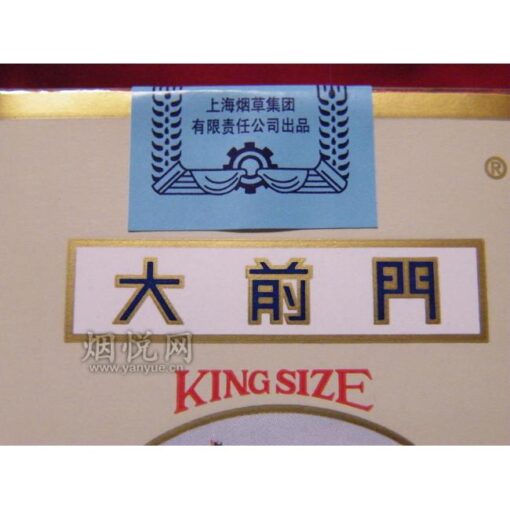 上海烟草集团
有限责任公司出品
®
大前門
烟悦网
www.yanyue.cn
KING SIZE